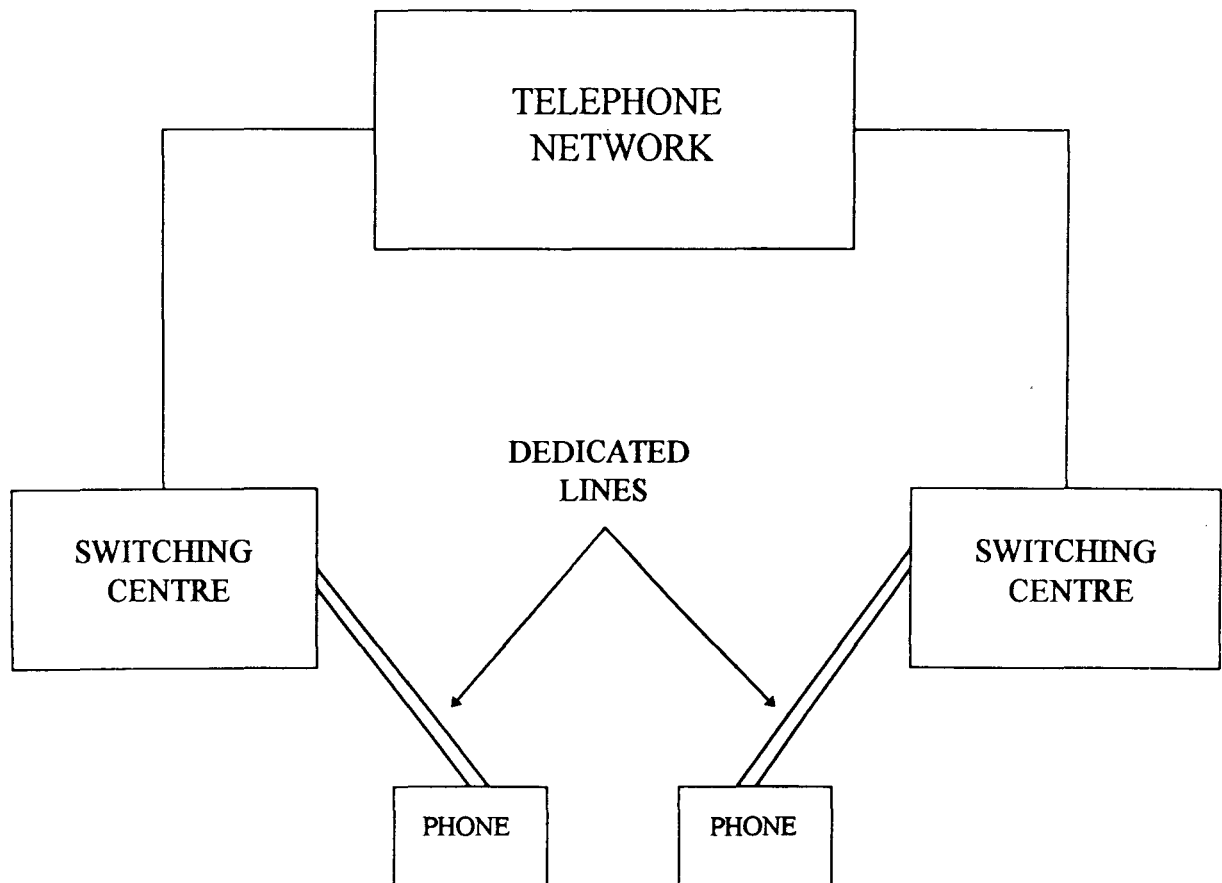 TELEPHONE
NETWORK
DEDICATED
LINES
SWITCHING
CENTRE
SWITCHING
CENTRE
PHONE
PHONE